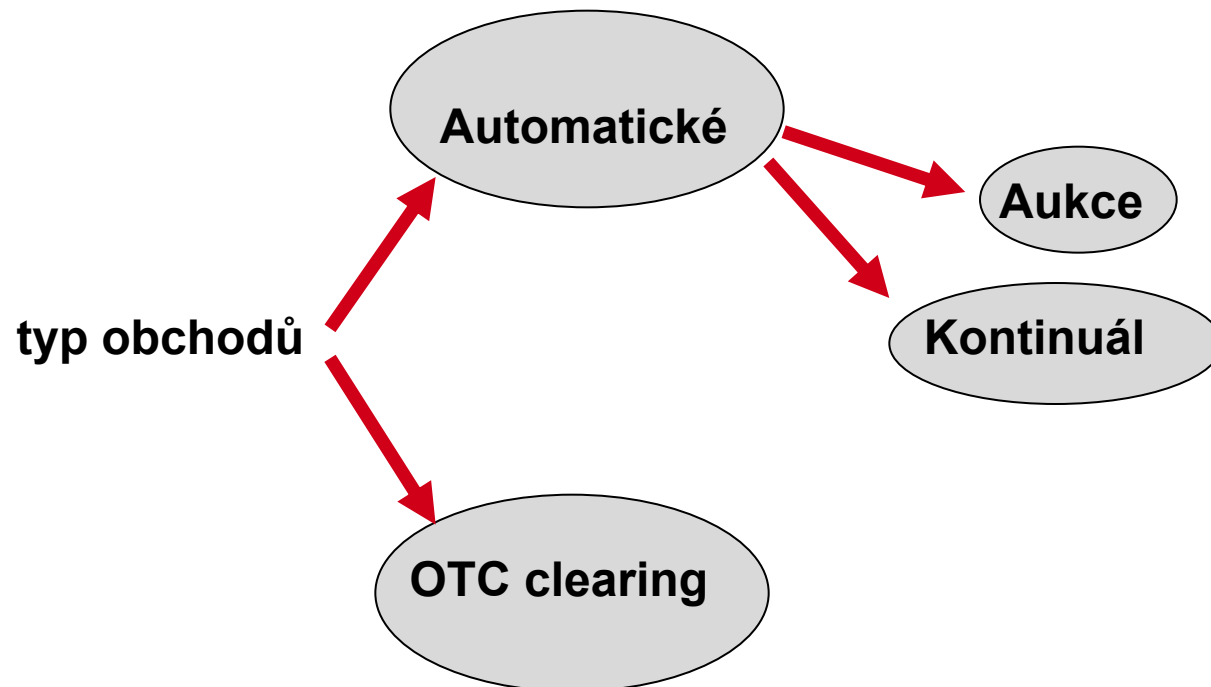 Automatické
Aukce
Kontinuál
typ obchodů
OTC clearing